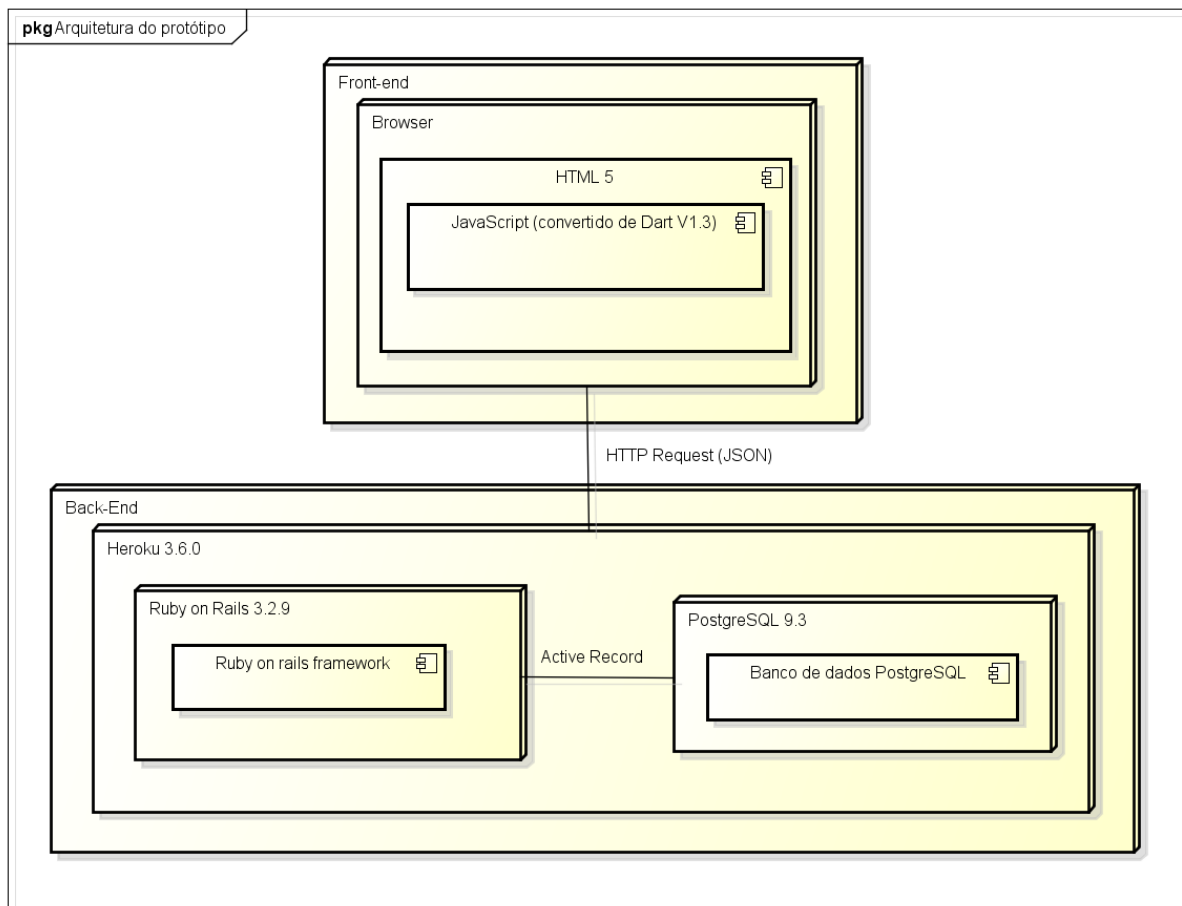 pkg Arquitetura do protótipo
Front-end
Browser
HTML 5
JavaScript (convertido de Dart V1.3)
HTTP Request (JSON)
Back-End
Heroku 3.6.0
Ruby on Rails 3.2.9
Ruby on rails framework
Active Record
PostgreSQL 9.3
Banco de dados PostgreSQL